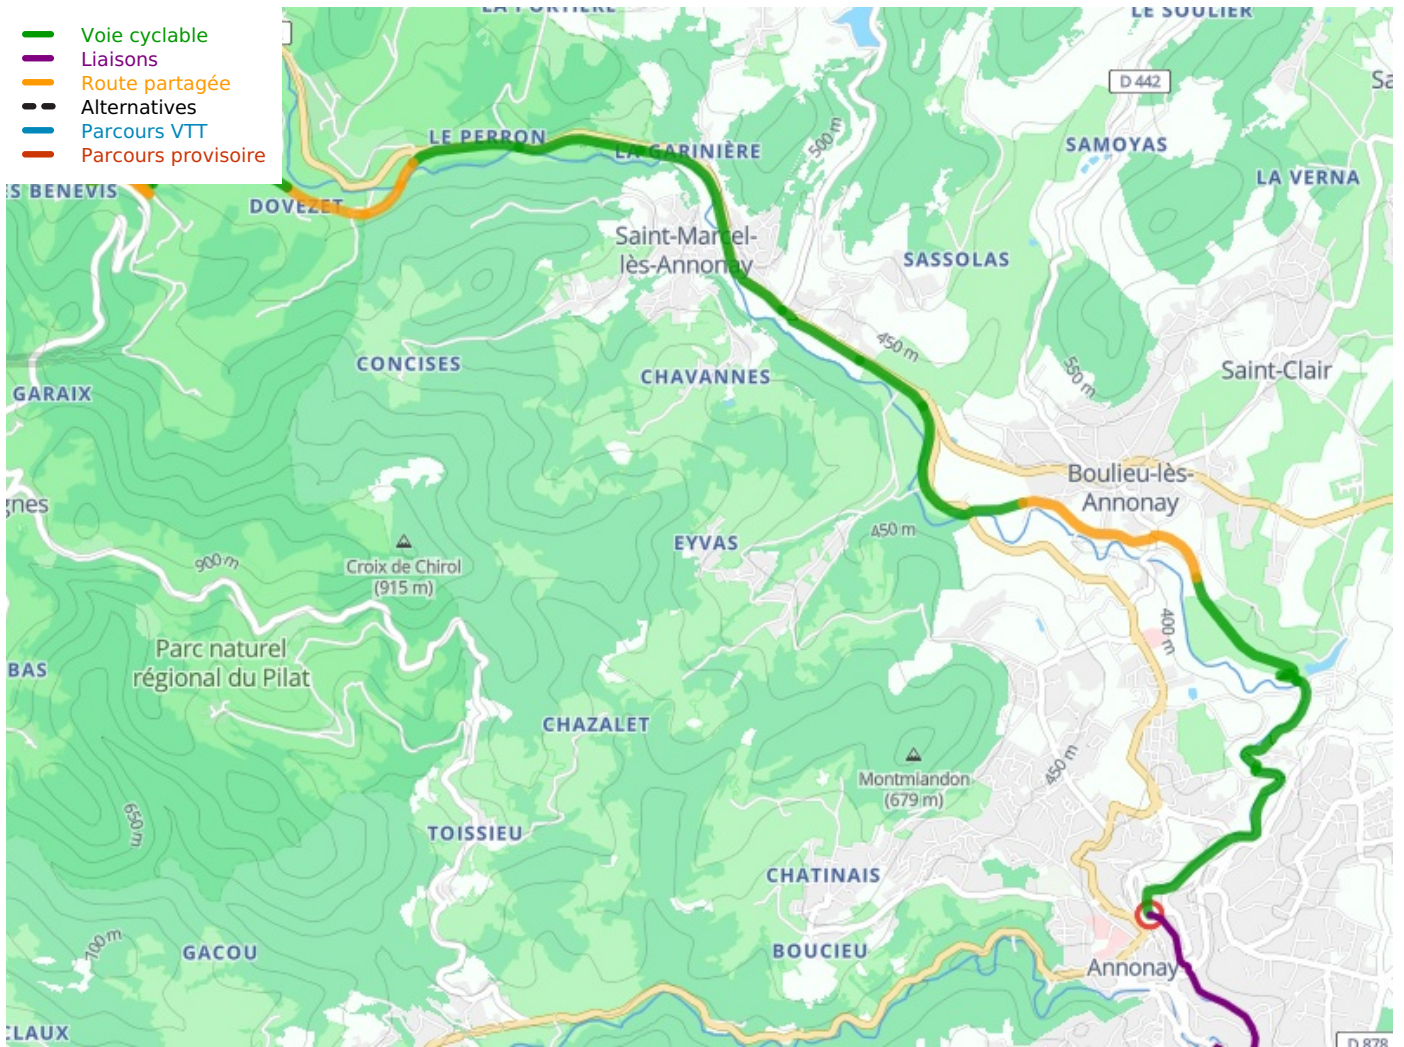 Voie cyclable
Liaisons
Route partagée
Alternatives
Parcours VTT
Parcours provisoire
LE SOULIER
D 442
LE PERRON
LA GARINIÈRE
500 m
SAMOYAS
LA VERNA
DOVEZET
Saint-Marcel-
lès-Annonay
SASSOLAS
450 m
CONCISES
CHAVANNES
550 m
Saint-Clair
GARAIX
Boulieu-lès-
Annonay
450 m
EYVAS
900 m
Croix de Chirol
(915 m)
400 m
Parc naturel
régional du Pilat
BAS
CHAZALET
Montmiandon
(679 m)
450 m
650 m
TOISSIEU
CHATINAIS
GACOU
BOUCIEU
Annonay
D 878